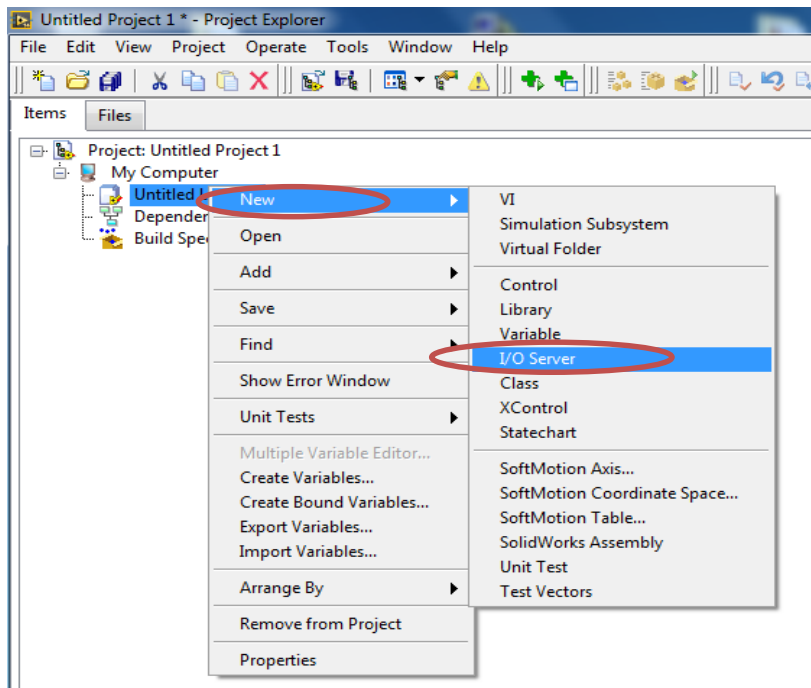 Untitled Project 1 * - Project Explorer
File Edit View Project Operate Tools Window Help
Items Files
Project: Untitled Project 1
My Computer
Untitled
New
Open
Add
Save
Find
Show Error Window
Unit Tests
Multiple Variable Editor...
Create Variables...
Create Bound Variables...
Export Variables...
Import Variables...
Arrange By
Remove from Project
Properties
VI
Simulation Subsystem
Virtual Folder
Control
Library
Variable
I/O Server
Class
XControl
Statechart
SoftMotion Axis...
SoftMotion Coordinate Space...
SoftMotion Table...
SolidWorks Assembly
Unit Test
Test Vectors